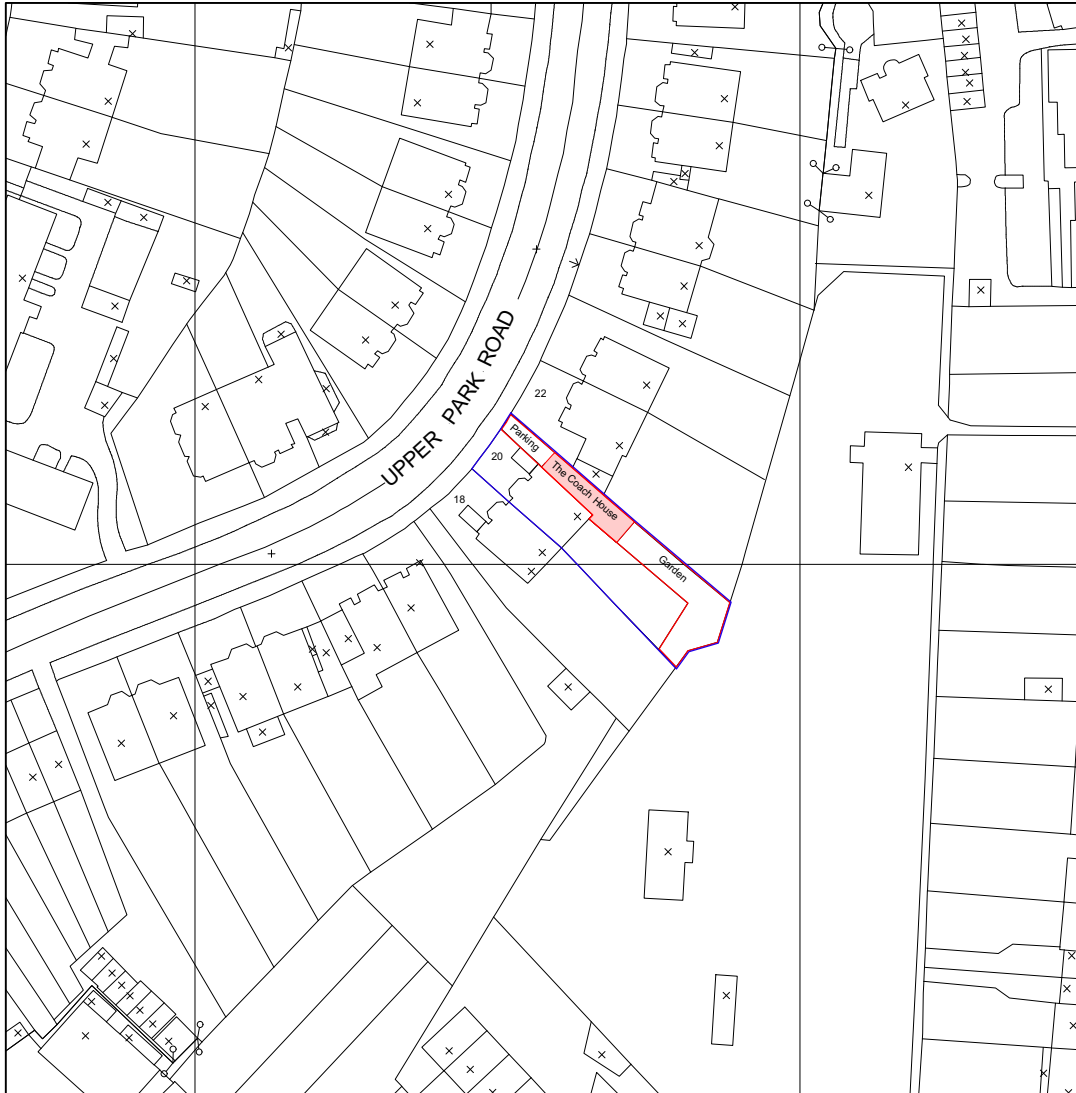 UPPER PARK ROAD
22
Parking
20
The Coach House
18
Garden